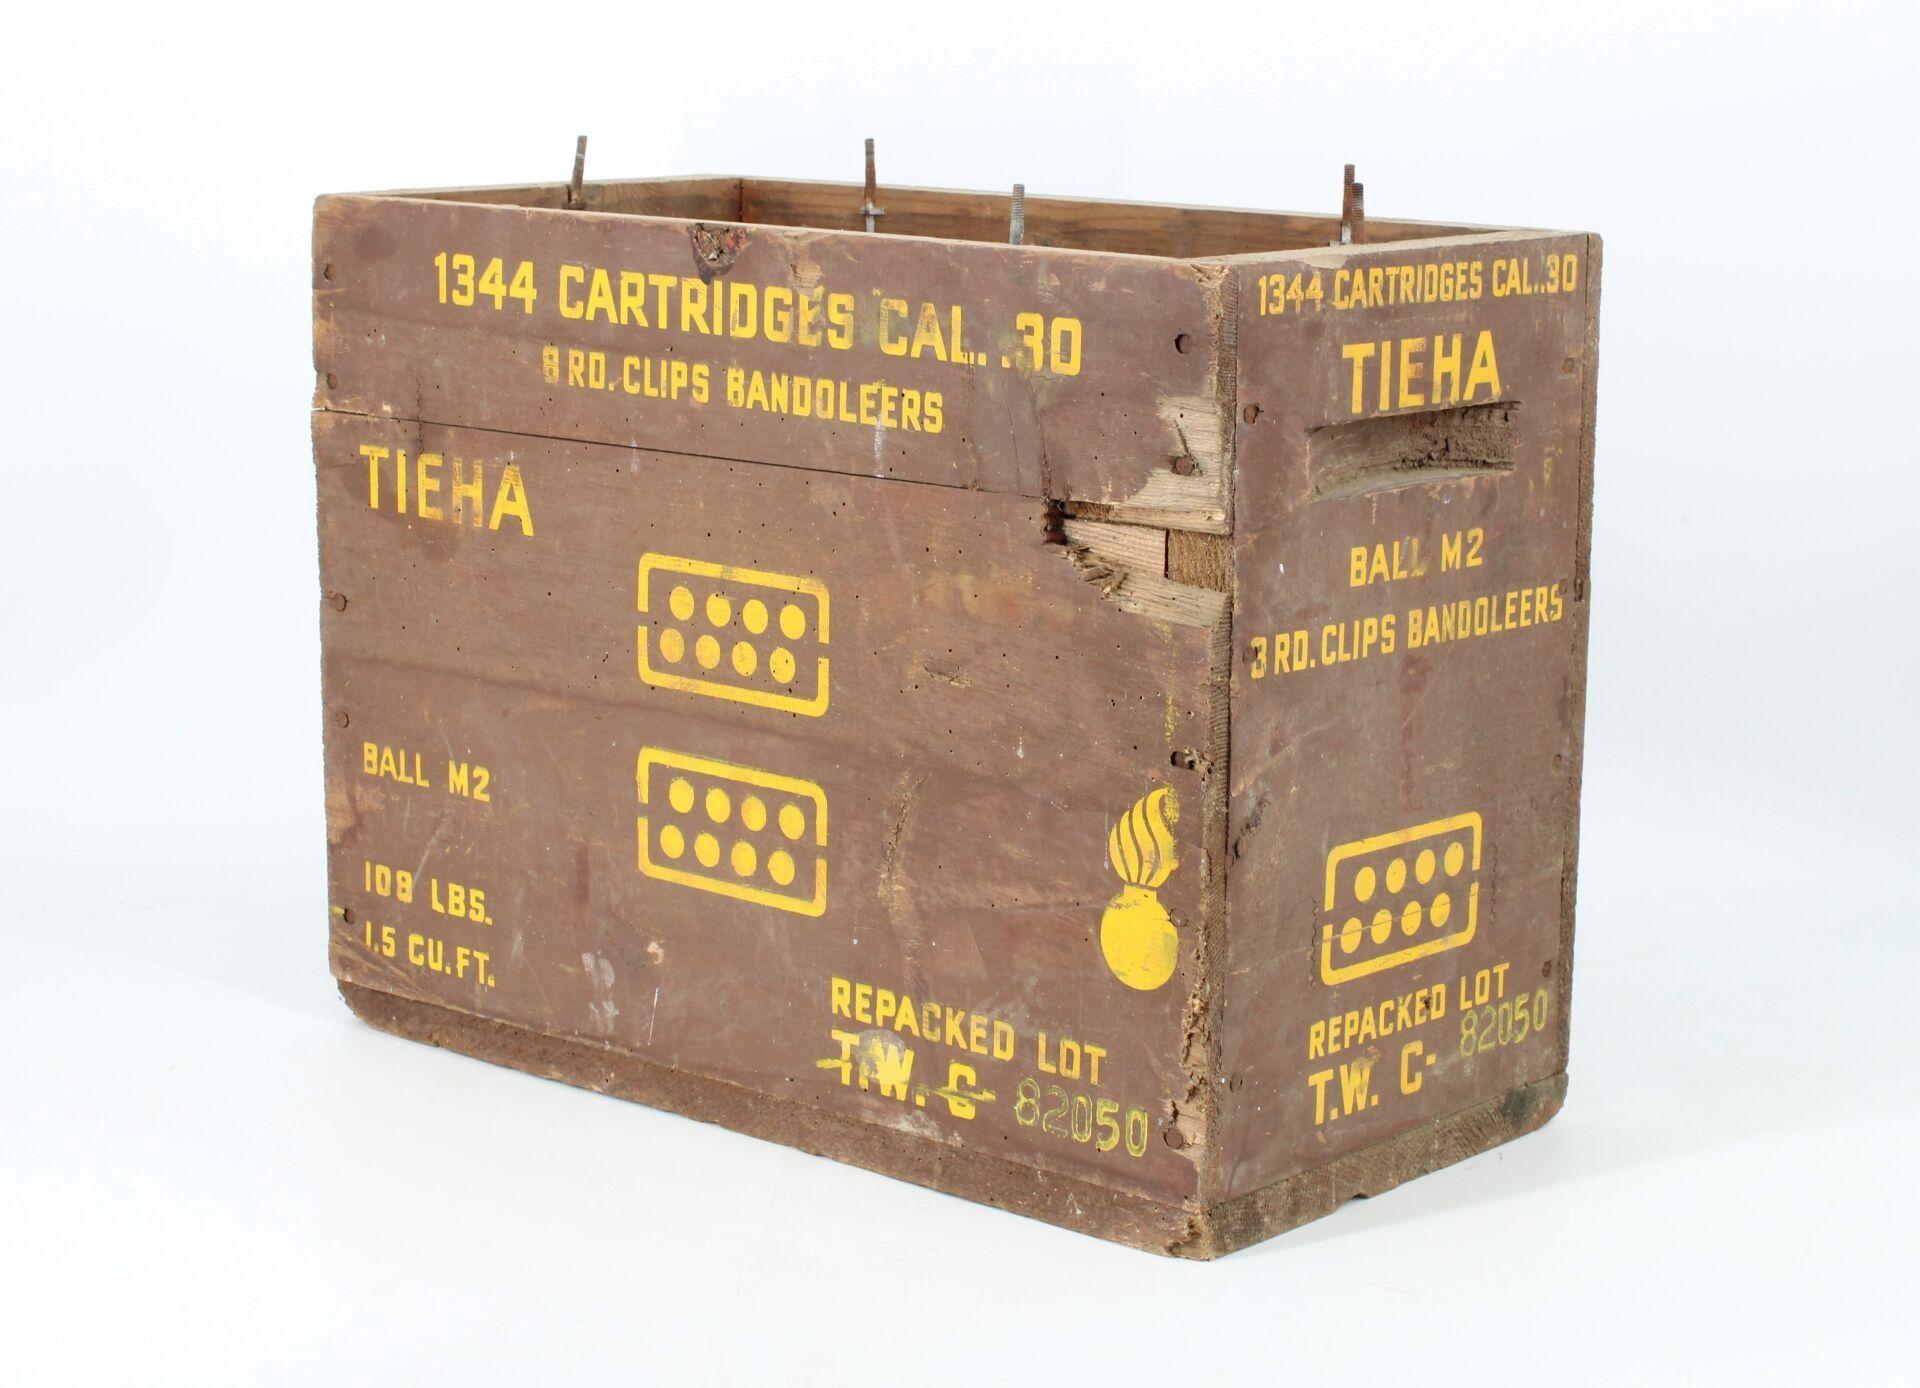 1344 CARTRIDGES CAL. .30
8 RD. CLIPS BANDOLEERS
TIEHA
BALL M2
108 LBS.
1.5 CU. FT.
REPACKED LOT
T.W. C- 82050
1344 CARTRIDGES CAL. .30
TIEHA
BALL M2
8 RD. CLIPS BANDOLEERS
REPACKED LOT
T.W. C- 82050